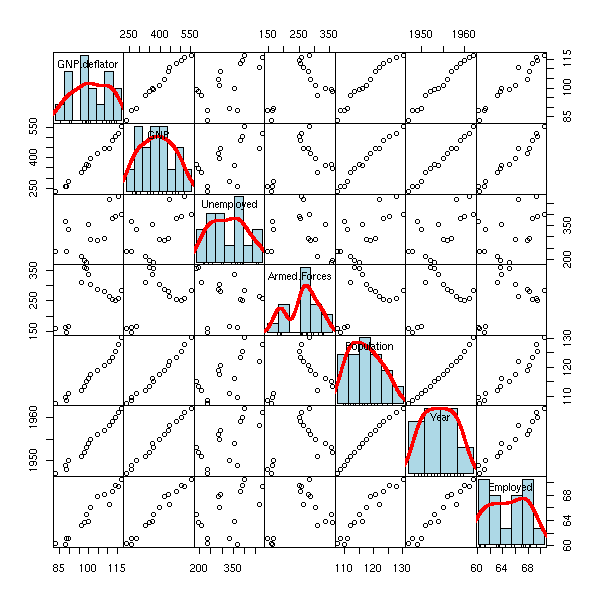 250 400 550 150 250 350 1950 1960
GNP.deflator
85 100 115
GNP
250 400 550
Unemployed
200 350
Armed.Forces
150 250 350
Population
110 120 130
Year
1950 1960
Employed
60 64 68
85 100 115 200 350 110 120 130 60 64 68